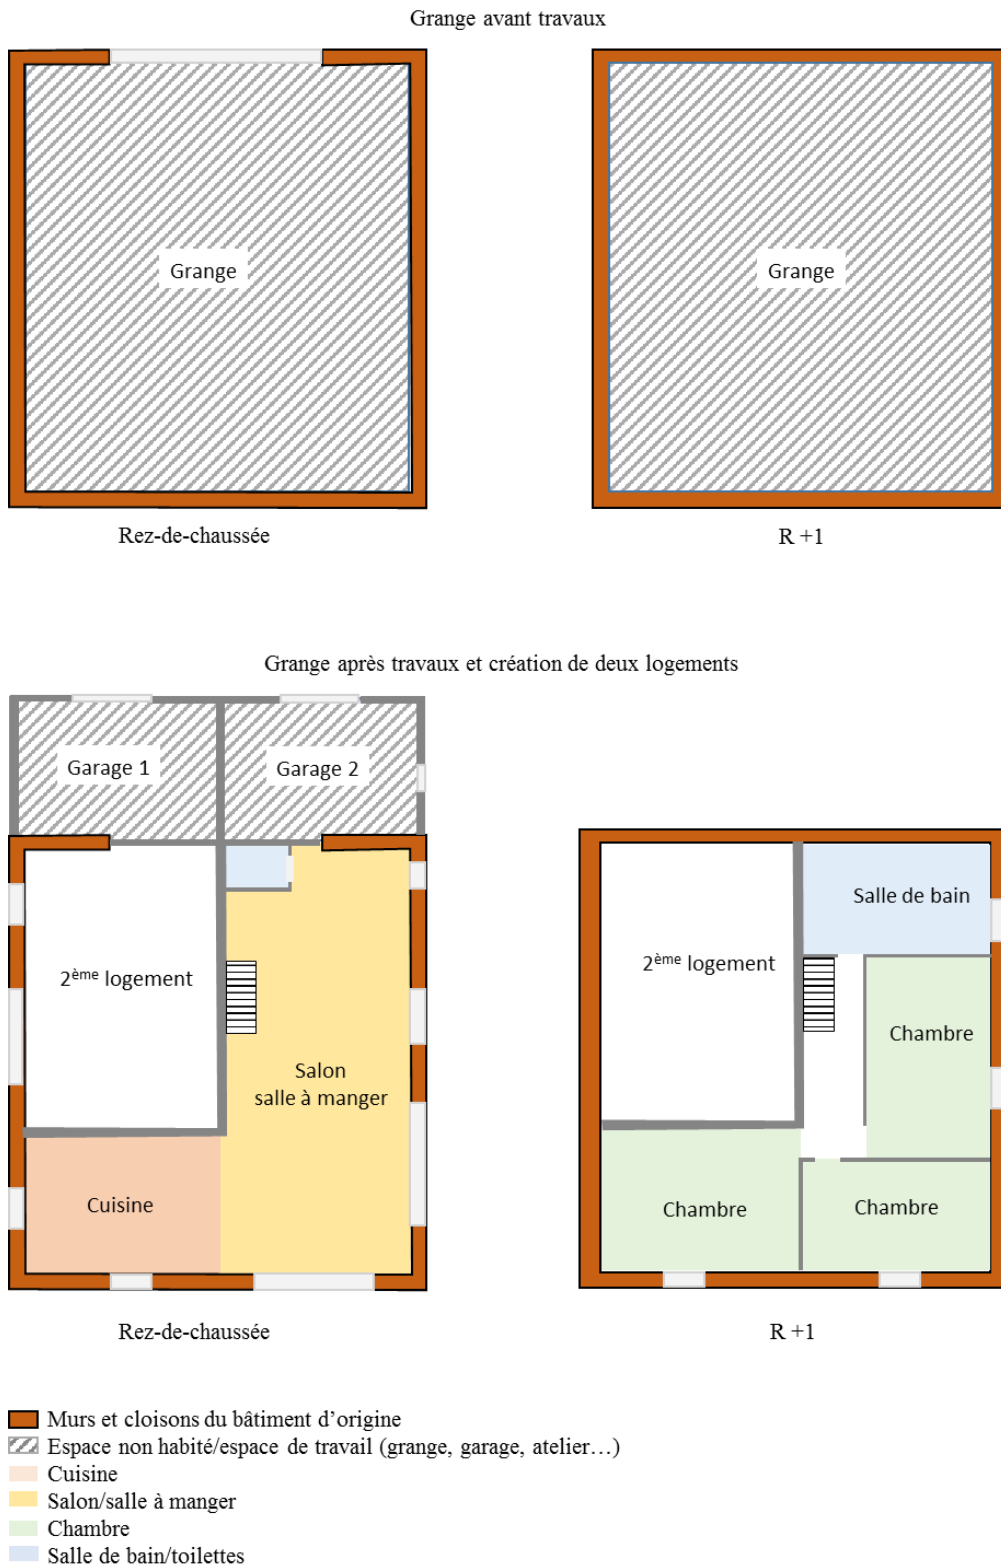 Grange avant travaux
Grange
Grange
Rez-de-chaussée
R +1
Grange après travaux et création de deux logements
Garage 1
Garage 2
2ème logement
Salon
salle à manger
Cuisine
Salle de bain
2ème logement
Chambre
Chambre
Chambre
Rez-de-chaussée
R +1
Murs et cloisons du bâtiment d’origine
Espace non habité/espace de travail (grange, garage, atelier…)
Cuisine
Salon/salle à manger
Chambre
Salle de bain/toilettes